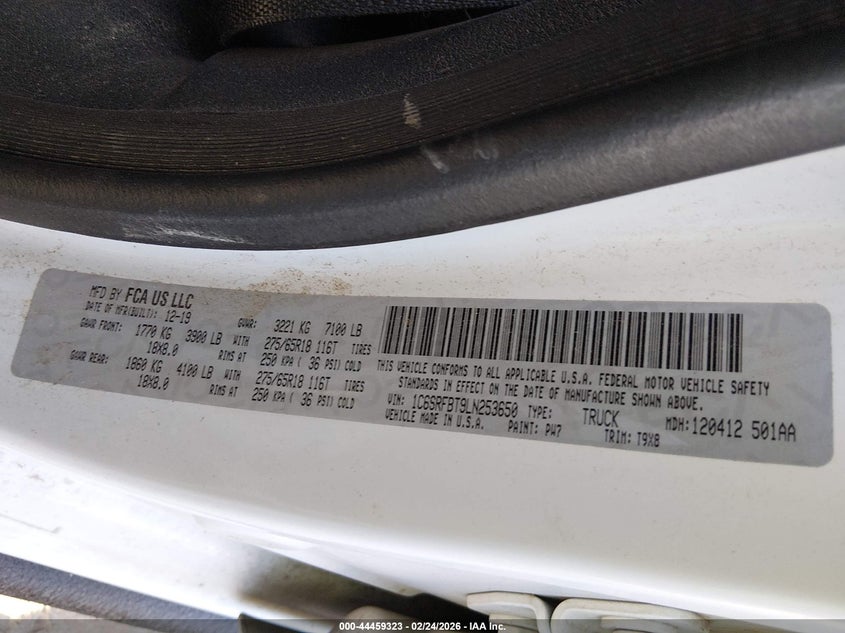 MFD BY FCA US LLC
DATE OF MFR(BUILT): 12-19 GVWR: 3221 KG 7100 LB
GAWR FRONT: 1770 KG 3900 LB WITH 275/65R18 116T TIRES
18X8.0 RIMS AT 250 KPA ( 36 PSI) COLD
GAWR REAR: 1860 KG 4100 LB WITH 275/65R18 116T TIRES
18X8.0 RIMS AT 250 KPA ( 36 PSI) COLD
THIS VEHICLE CONFORMS TO ALL APPLICABLE U.S.A. FEDERAL MOTOR VEHICLE SAFETY
STANDARDS IN EFFECT ON THE DATE OF MANUFACTURE SHOWN ABOVE.
VIN: 1C6SRFBT9LN253650 TYPE: TRUCK MDH: 120412 501AA
VEHICLE MADE IN U.S.A. PAINT: PW7 TRIM: T9X8
000-44459323 - 02/24/2026 - IAA Inc.